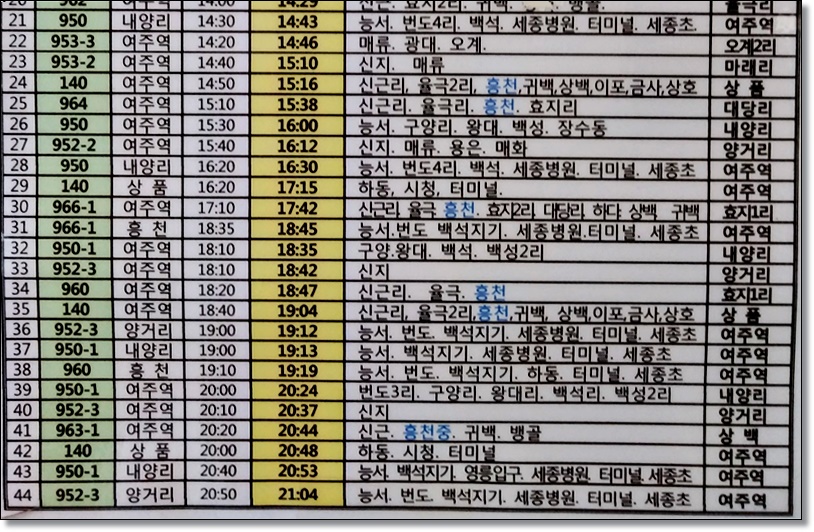 962 여주역 14:00 14:29 신근. 효지2리. 귀백. 뱅골. 율극리
21 950 내양리 14:30 14:43 능서. 번도4리. 백석. 세종병원. 터미널. 세종초. 여주역
22 953-3 여주역 14:20 14:46 매류. 광대. 오계. 오계2리
23 953-2 여주역 14:40 15:10 신지. 매류 마래리
24 140 여주역 14:50 15:16 신근리, 율극2리, 흥천,귀백,상백,이포,금사,상호 상 품
25 964 여주역 15:10 15:38 신근리. 율극리. 흥천. 효지리 대당리
26 950 여주역 15:30 16:00 능서. 구양리. 왕대. 백성. 장수동 내양리
27 952-2 여주역 15:40 16:12 신지. 매류. 용은. 매화 양거리
28 950 내양리 16:20 16:30 능서. 번도4리. 백석. 세종병원. 터미널. 세종초 여주역
29 140 상 품 16:20 17:15 하동, 시청, 터미널. 여주역
30 966-1 여주역 17:10 17:42 신근리. 율극. 흥천. 효지2리. 대당리. 하다. 상백. 귀백 효지1리
31 966-1 흥 천 18:35 18:45 능서.번도. 백석지기. 세종병원.터미널. 세종초 여주역
32 950-1 여주역 18:10 18:35 구양.왕대. 백석. 백성2리 내양리
33 952-3 여주역 18:10 18:42 신지 양거리
34 960 여주역 18:20 18:47 신근리. 율극. 흥천 효지1리
35 140 여주역 18:40 19:04 신근리, 율극2리,흥천,귀백, 상백,이포,금사,상호 상 품
36 952-3 양거리 19:00 19:12 능서. 번도. 백석지기. 세종병원. 터미널. 세종초 여주역
37 950-1 내양리 19:00 19:13 능서. 백석지기. 세종병원. 터미널. 세종초 여주역
38 960 흥 천 19:10 19:19 능서. 번도. 백석지기. 하동. 터미널. 세종초 여주역
39 950-1 여주역 20:00 20:24 번도3리. 구양리. 왕대리. 백석리. 백성2리 내양리
40 952-3 여주역 20:10 20:37 신지 양거리
41 963-1 여주역 20:20 20:44 신근. 흥천중. 귀백. 뱅골 상 백
42 140 상 품 20:00 20:48 하동. 시청. 터미널 여주역
43 950-1 내양리 20:40 20:53 능서. 백석지기. 영릉입구. 세종병원. 터미널. 세종초 여주역
44 952-3 양거리 20:50 21:04 능서. 번도. 백석지기. 세종병원. 터미널. 세종초 여주역